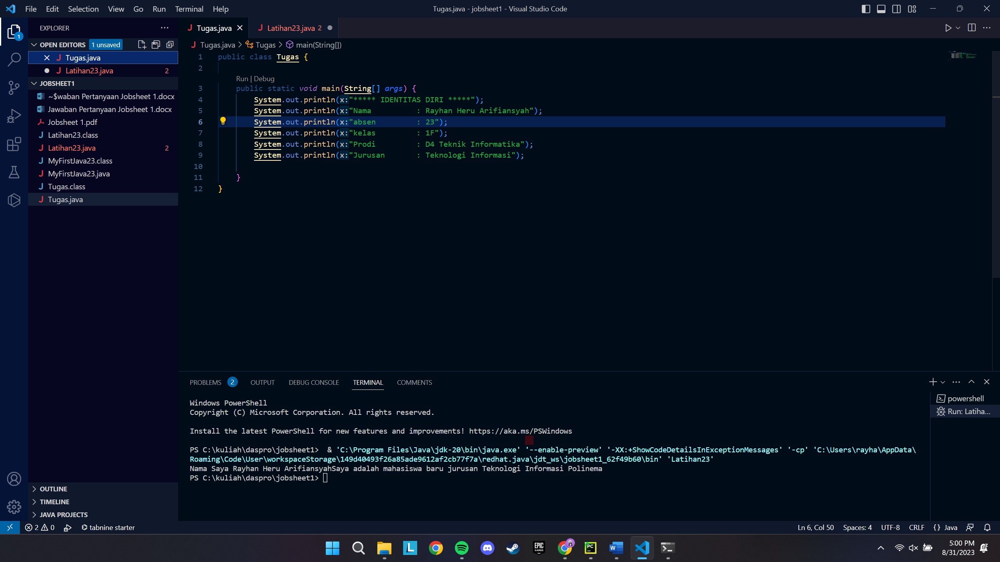 File Edit Selection View Go Run Terminal Help
Tugas.java - jobsheet1 - Visual Studio Code
1
EXPLORER
OPEN EDITORS 1 unsaved
Tugas.java
Latihan23.java 2
JOBSHEET1
~$waban Pertanyaan Jobsheet 1.docx
Jawaban Pertanyaan Jobsheet 1.docx
Jobsheet 1.pdf
Latihan23.class
Latihan23.java 2
MyFirstJava23.class
MyFirstJava23.java
Tugas.class
Tugas.java
OUTLINE
TIMELINE
JAVA PROJECTS
Tugas.java Latihan23.java 2
Tugas.java > Tugas > main(String[])
1 public class Tugas {
2
Run | Debug
3 public static void main(String[] args) {
4 System.out.println(x:"***** IDENTITAS DIRI *****");
5 System.out.println(x:"Nama          : Rayhan Heru Arifiansyah");
6 System.out.println(x:"absen         : 23");
7 System.out.println(x:"kelas         : 1F");
8 System.out.println(x:"Prodi         : D4 Teknik Informatika");
9 System.out.println(x:"Jurusan       : Teknologi Informasi");
10
11 }
12 }
PROBLEMS 2 OUTPUT DEBUG CONSOLE TERMINAL COMMENTS
Windows PowerShell
Copyright (C) Microsoft Corporation. All rights reserved.
Install the latest PowerShell for new features and improvements! https://aka.ms/PSWindows
PS C:\kuliah\daspro\jobsheet1>  & 'C:\Program Files\Java\jdk-20\bin\java.exe' '--enable-preview' '-XX:+ShowCodeDetailsInExceptionMessages' '-cp' 'C:\Users\rayha\AppData\
Roaming\Code\User\workspaceStorage\149d40493f26a85ade9612af2cb77f7a\redhat.java\jdt_ws\jobsheet1_62f49b60\bin' 'Latihan23'
Nama Saya Rayhan Heru ArifiansyahSaya adalah mahasiswa baru jurusan Teknologi Informasi Polinema
PS C:\kuliah\daspro\jobsheet1>
powershell
Run: Latiha...
2 0 tabnine starter
Ln 6, Col 50 Spaces: 4 UTF-8 CRLF {} Java
L EPIC GAMES PC W
5:00 PM
8/31/2023